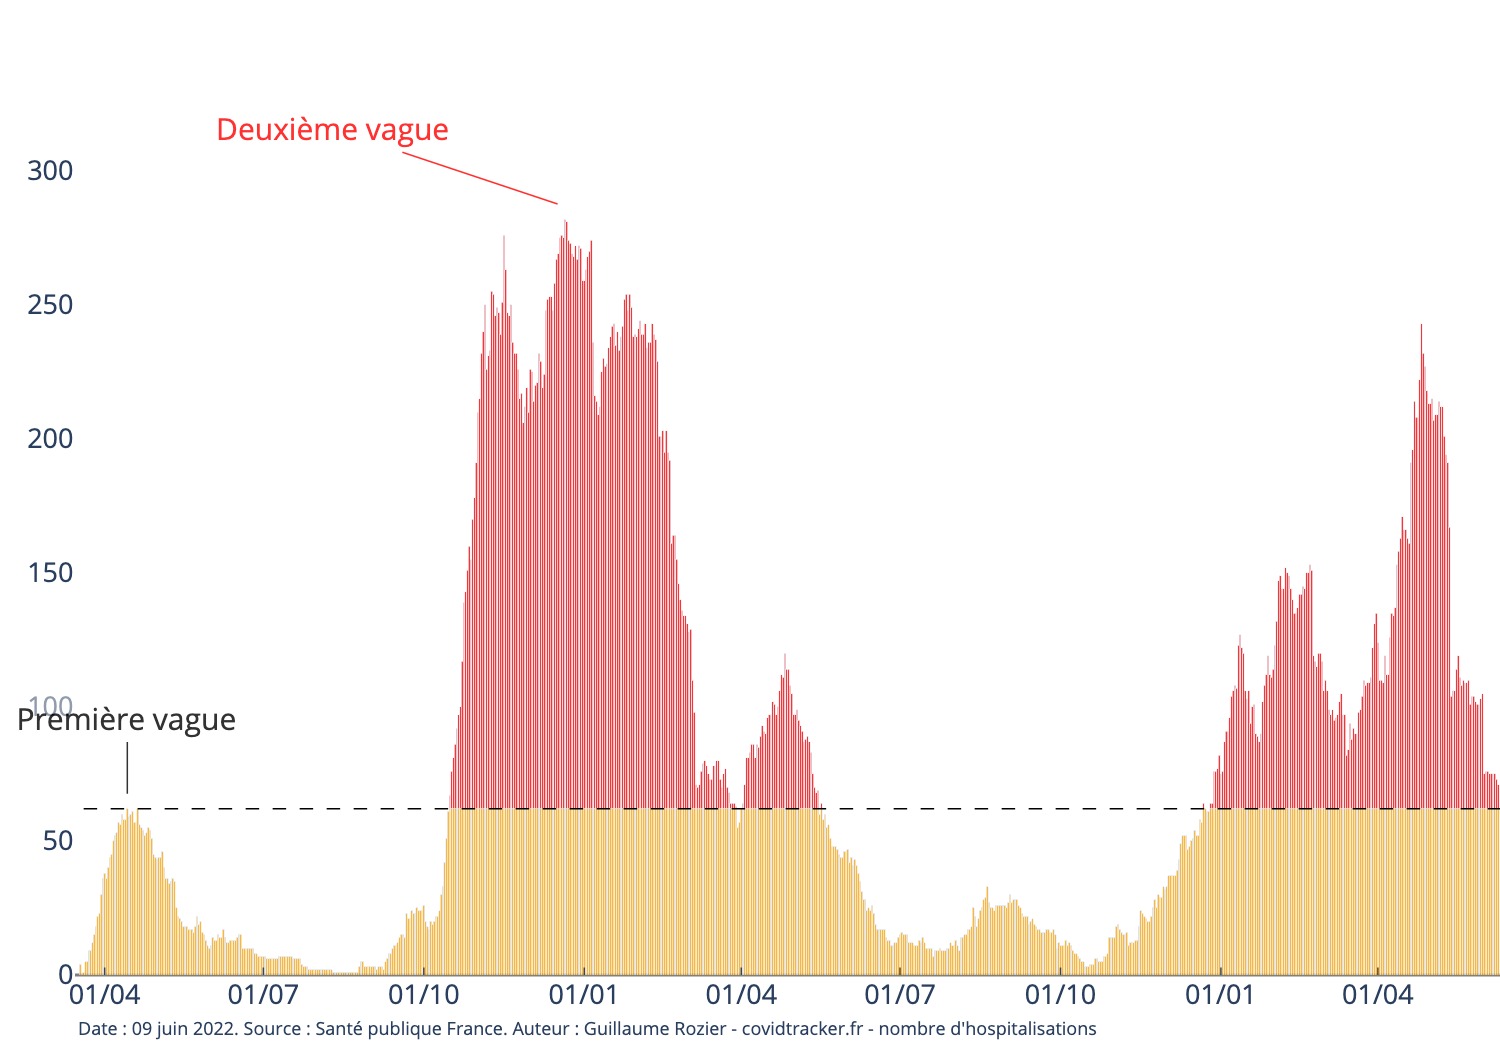 Deuxième vague
300
250
200
150
100
Première vague
50
0
01/04 01/07 01/10 01/01 01/04 01/07 01/10 01/01 01/04
Date : 09 juin 2022. Source : Santé publique France. Auteur : Guillaume Rozier - covidtracker.fr - nombre d'hospitalisations